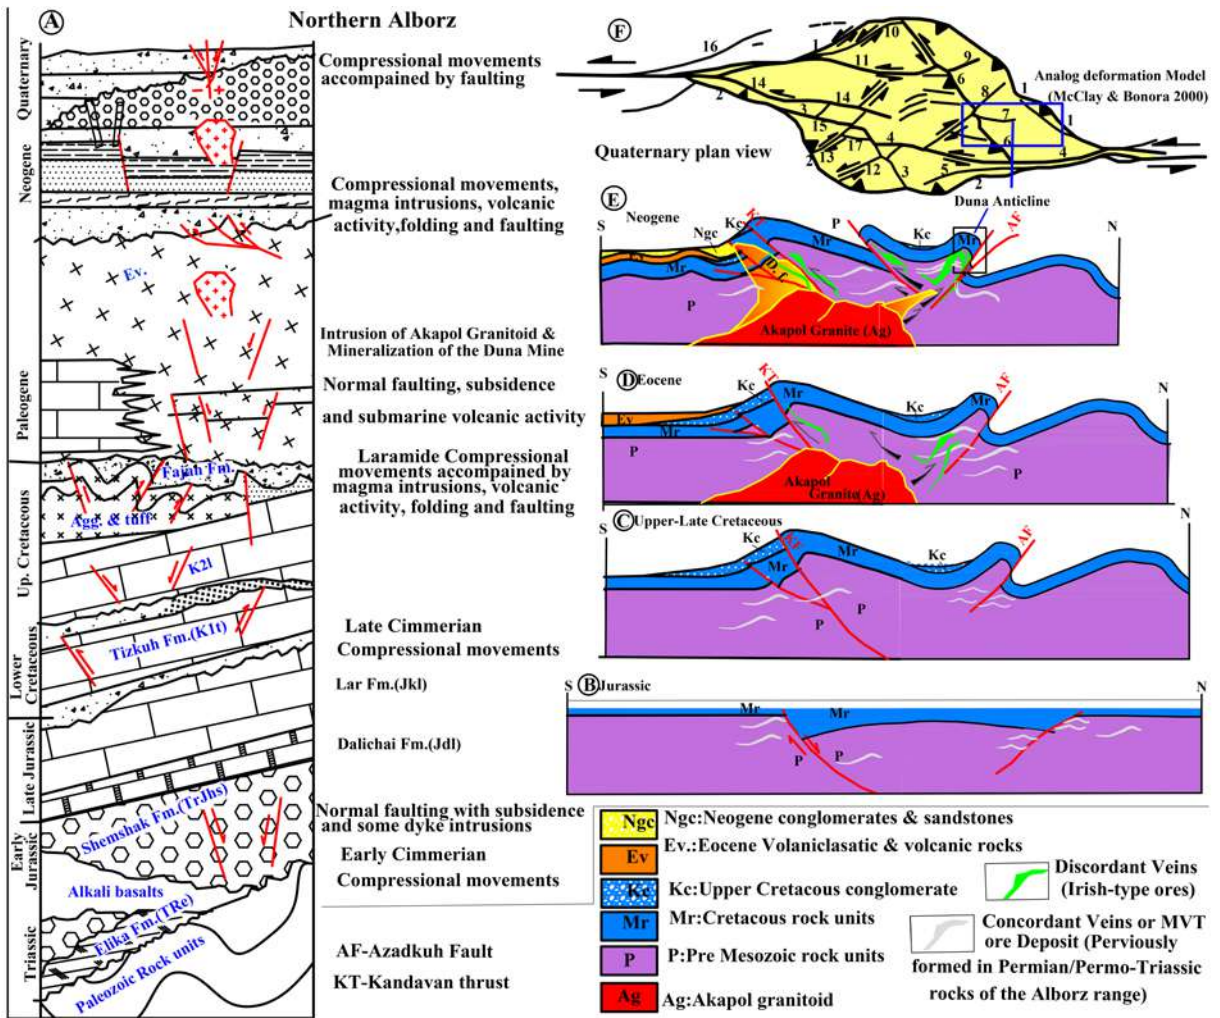 A
Northern Alborz
Quaternary
Neogene
Paleogene
Up. Cretaceous
Lower
Cretaceous
Late Jurassic
Early
Jurassic
Triassic
Ev.
Fajan Fm.
Agg. & tuff
K2l
Tizkuh Fm.(K1t)
Shemshak Fm.(TrJhs)
Alkali basalts
Elika Fm.(TRe)
Paleozoic Rock units
Compressional movements
accompained by faulting
Compressional movements,
magma intrusions, volcanic
activity,folding and faulting
Intrusion of Akapol Granitoid &
Mineralization of the Duna Mine
Normal faulting, subsidence
and submarine volcanic activity
Laramide Compressional
movements accompained by
magma intrusions, volcanic
activity, folding and faulting
Late Cimmerian
Compressional movements
Lar Fm.(Jkl)
Dalichai Fm.(Jdl)
Normal faulting with subsidence
and some dyke intrusions
Early Cimmerian
Compressional movements
AF-Azadkuh Fault
KT-Kandavan thrust
F
16
1
10
11
9
6
8
1
7
1
6
4
14
2
3
14
15
2
13
17
4
12
3
5
2
Analog deformation Model
(McClay & Bonora 2000)
Quaternary plan view
Duna Anticline
E
S
Neogene
Ngc
Kc
P
Mr
Kc
Mr
AF
N
Ev
Mr
P
P
Akapol Granite (Ag)
S
D Eocene
Kc
KT
Mr
Kc
Mr
AF
N
Ev
Mr
P
P
Akapol
Granite(Ag)
S
C Upper-Late Cretaceous
N
Kc
Mr
Mr
Kc
AF
P
P
S
B Jurassic
N
Mr
Mr
P
P
Ngc
Ngc:Neogene conglomerates & sandstones
Ev
Ev.:Eocene Volaniclasatic & volcanic rocks
Kc
Kc:Upper Cretacous conglomerate
Mr
Mr:Cretacous rock units
P
P:Pre Mesozoic rock units
Ag
Ag:Akapol granitoid
Discordant Veins
(Irish-type ores)
Concordant Veins or MVT
ore Deposit (Perviously
formed in Permian/Permo-Triassic
rocks of the Alborz range)